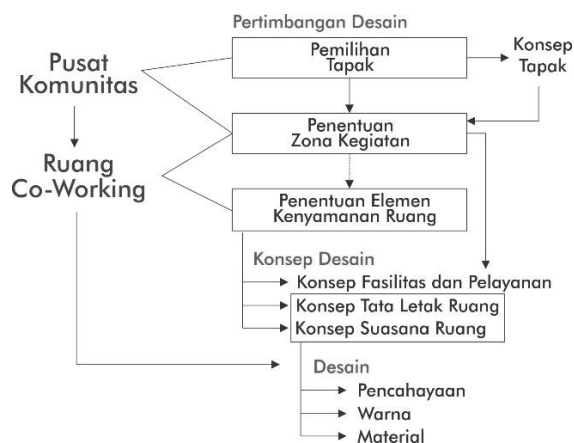 Pertimbangan Desain
Pusat
Komunitas
Pemilihan
Tapak
Konsep
Tapak
Penentuan
Zona Kegiatan
Ruang
Co-Working
Penentuan Elemen
Kenyamanan Ruang
Konsep Desain
Konsep Fasilitas dan Pelayanan
Konsep Tata Letak Ruang
Konsep Suasana Ruang
Desain
Pencahayaan
Warna
Material